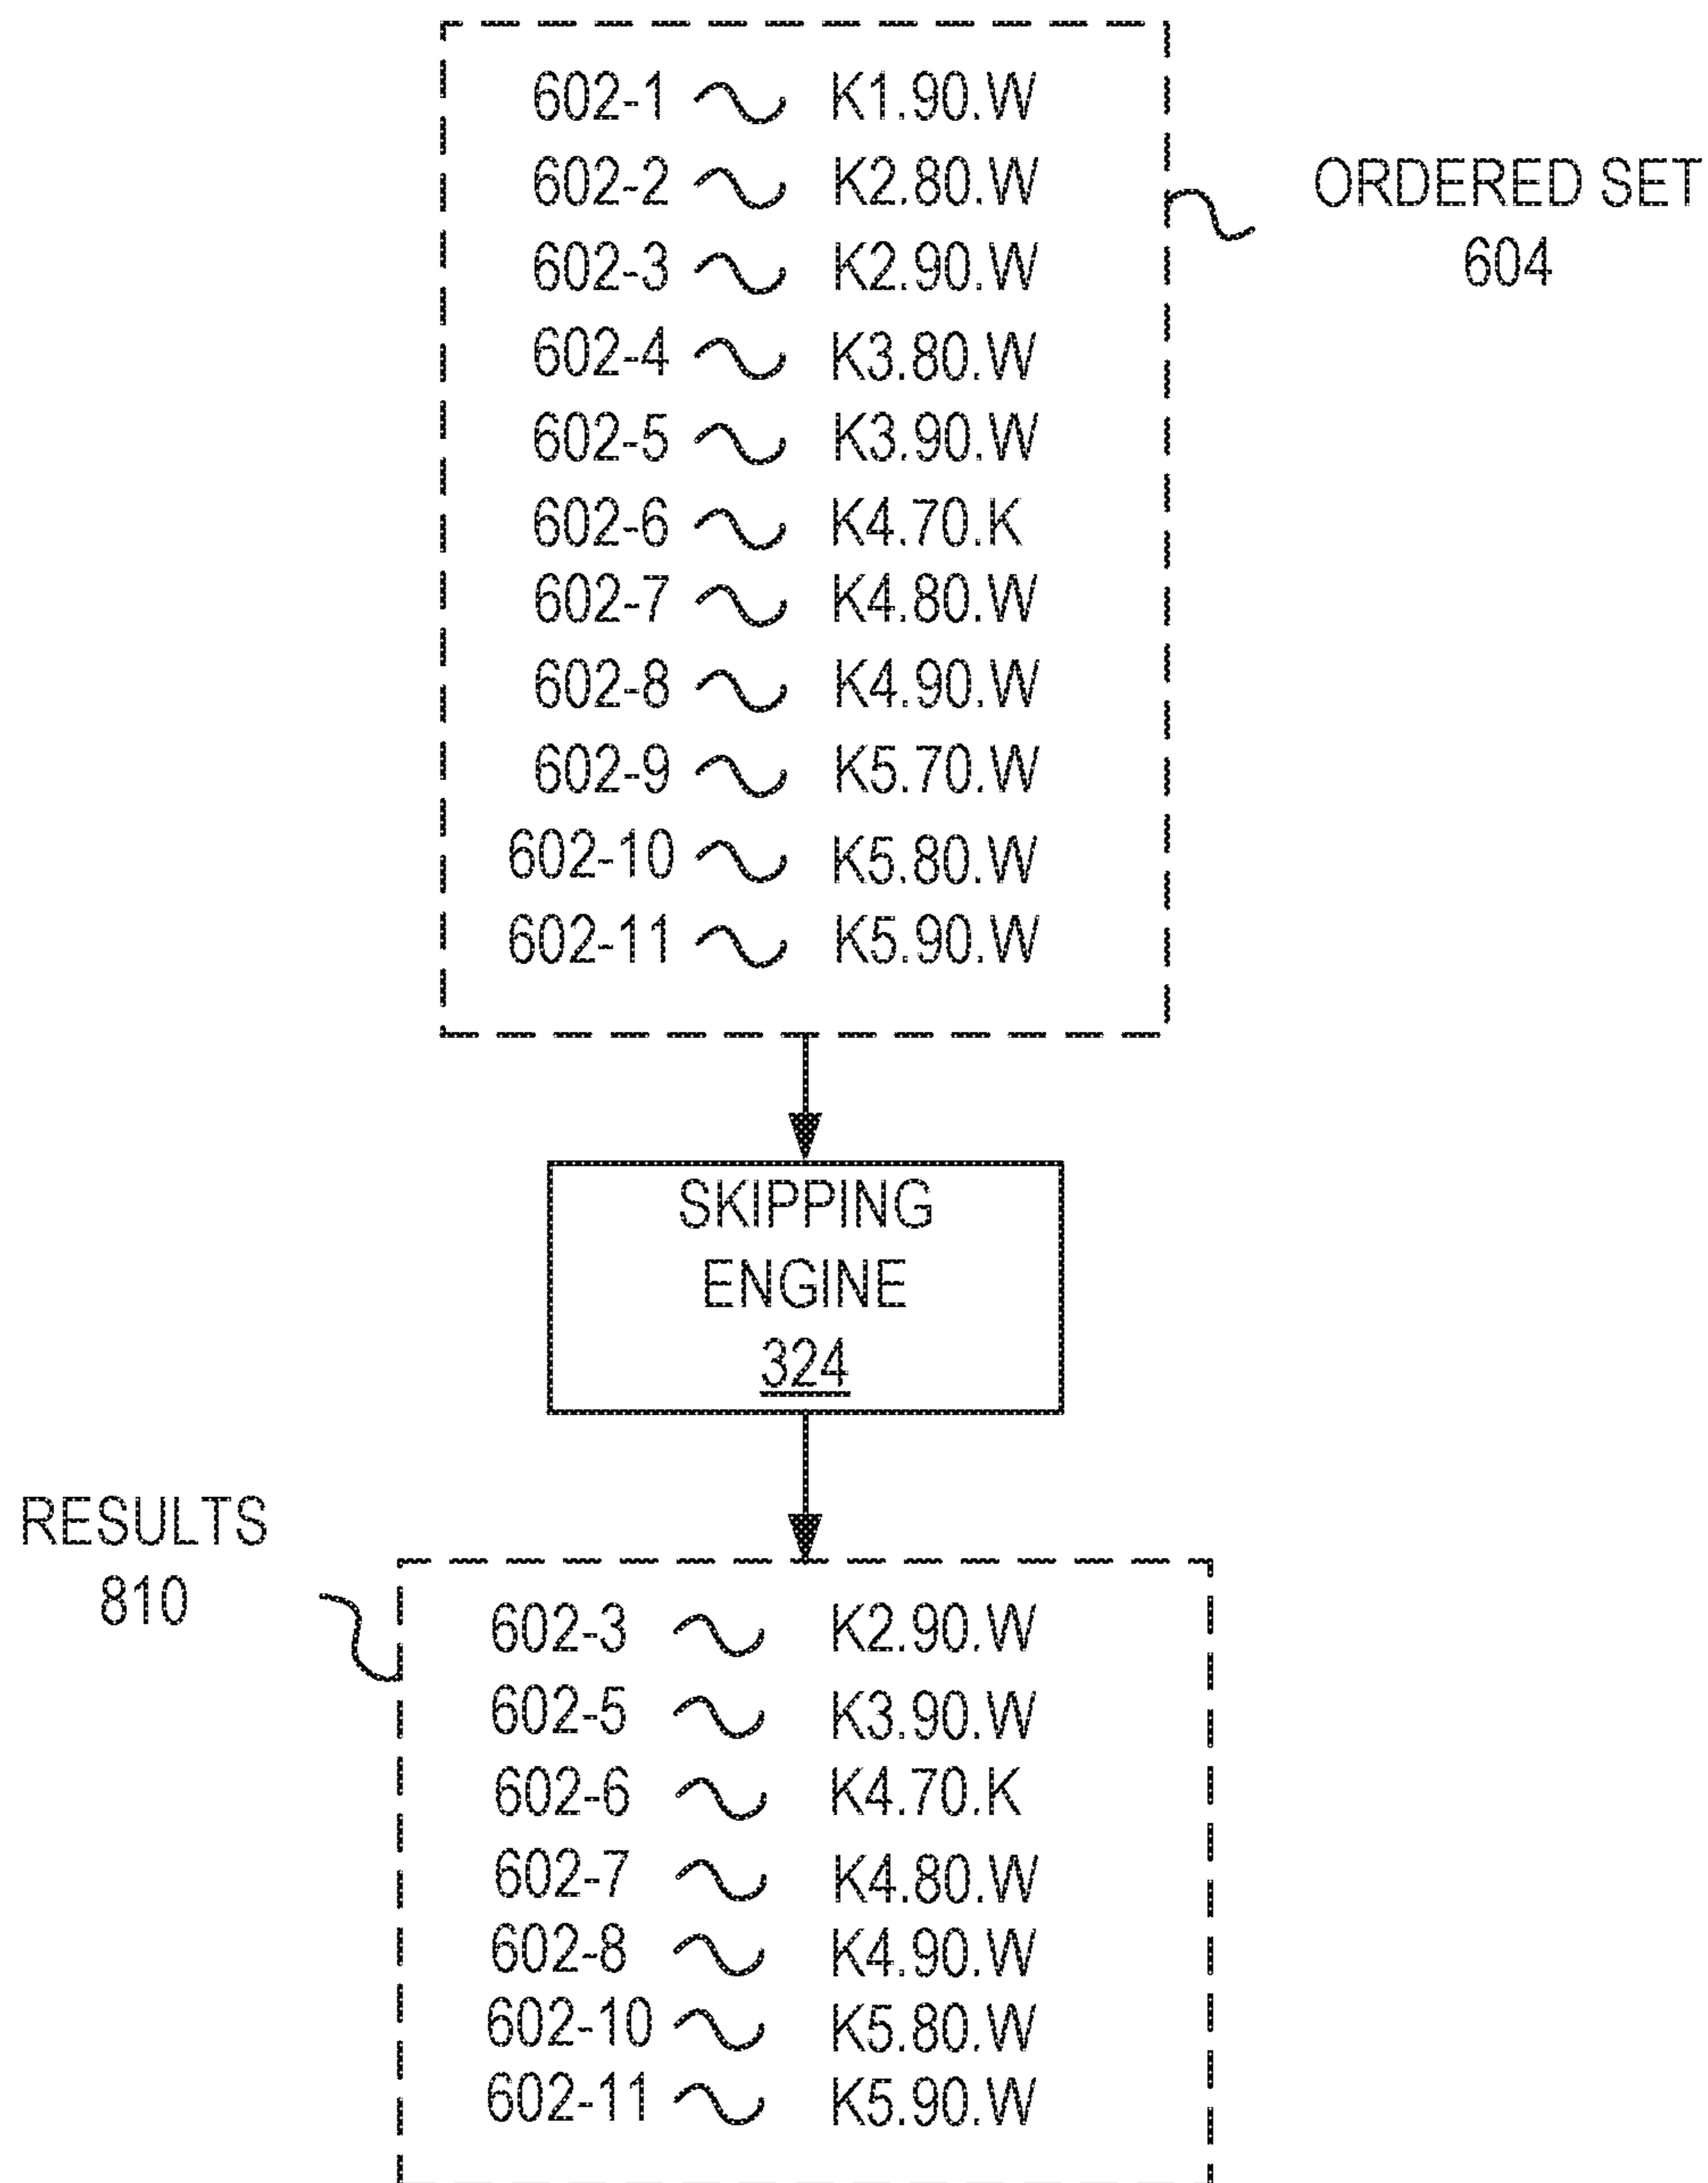 602-1 K1.90.W
602-2 K2.80.W
602-3 K2.90.W
602-4 K3.80.W
602-5 K3.90.W
602-6 K4.70.K
602-7 K4.80.W
602-8 K4.90.W
602-9 K5.70.W
602-10 K5.80.W
602-11 K5.90.W
ORDERED SET
604
SKIPPING
ENGINE
324
RESULTS
810
602-3 K2.90.W
602-5 K3.90.W
602-6 K4.70.K
602-7 K4.80.W
602-8 K4.90.W
602-10 K5.80.W
602-11 K5.90.W